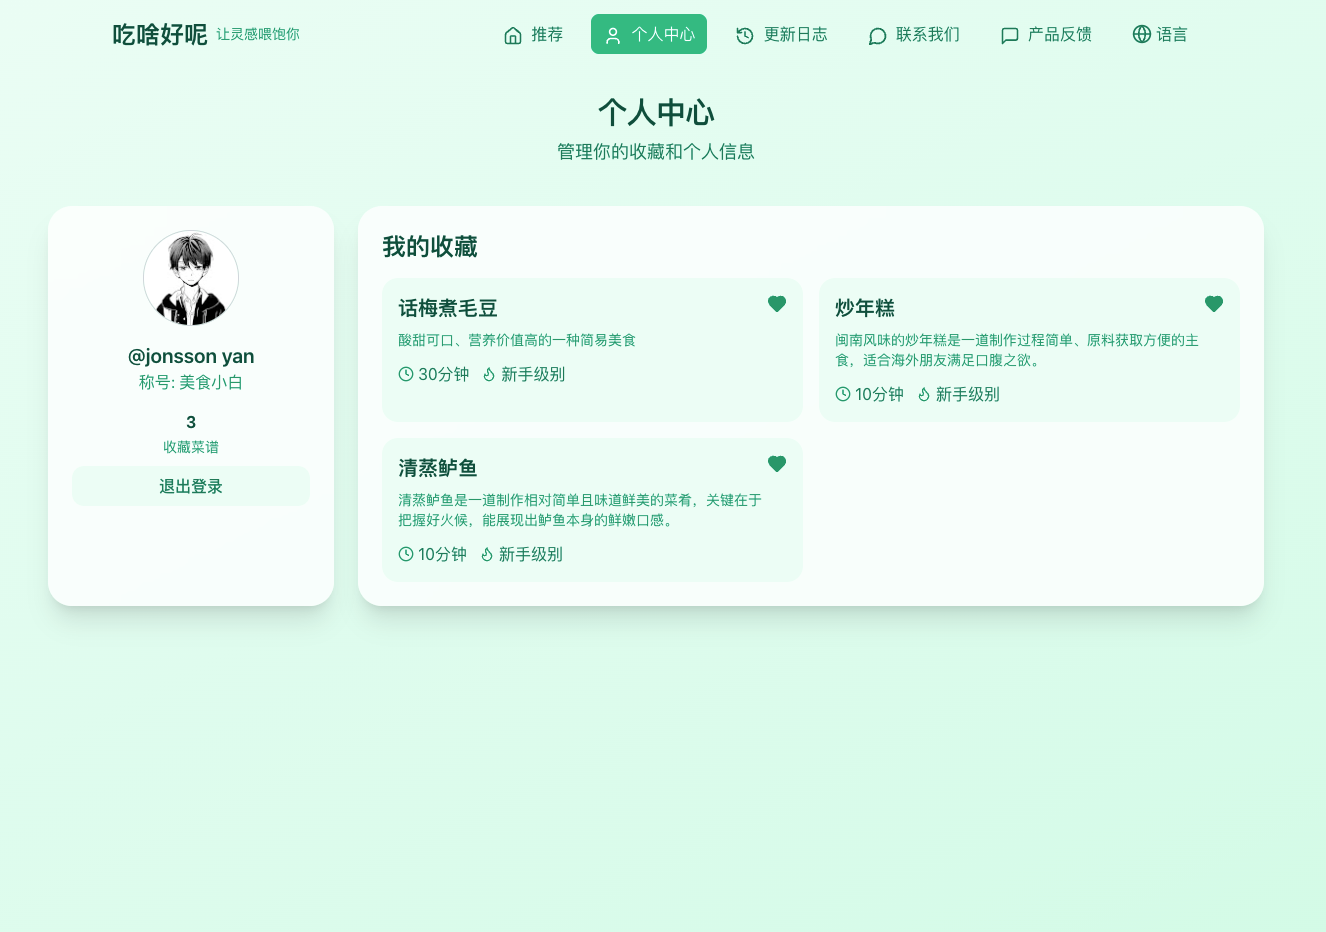 吃啥好呢 让灵感喂饱你
推荐 个人中心 更新日志 联系我们 产品反馈 语言
个人中心
管理你的收藏和个人信息
@jonsson yan
称号: 美食小白
3
收藏菜谱
退出登录
我的收藏
话梅煮毛豆
酸甜可口、营养价值高的一种简易美食
30分钟 新手级别
炒年糕
闽南风味的炒年糕是一道制作过程简单、原料获取方便的主
食，适合海外朋友满足口腹之欲。
10分钟 新手级别
清蒸鲈鱼
清蒸鲈鱼是一道制作相对简单且味道鲜美的菜肴，关键在于
把握好火候，能展现出鲈鱼本身的鲜嫩口感。
10分钟 新手级别